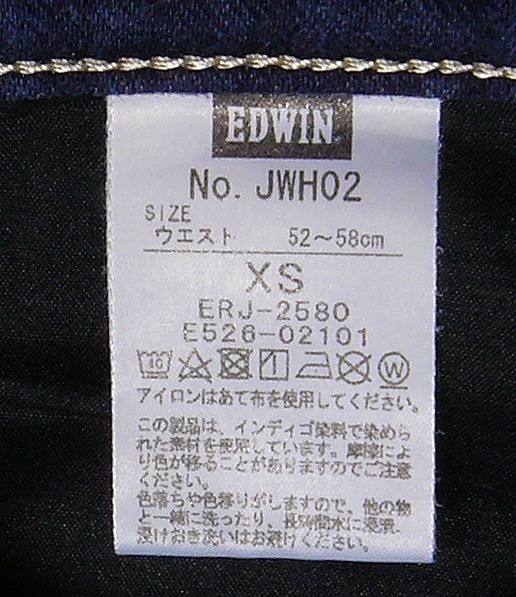 EDWIN
No. JWH02
SIZE
ウエスト 52～58cm
XS
ERJ-2580
E526-02101
40 W
アイロンはあて布を使用してください。
この製品は、インディゴ染料で染めら
れた素材を使用しています。摩擦によ
り色が移ることがありますのでご注意
ください。
色落ちや色移りがしますので、他の物
と一緒に洗ったり、長時間水に浸漬、
漬けおき洗いはお避けください。